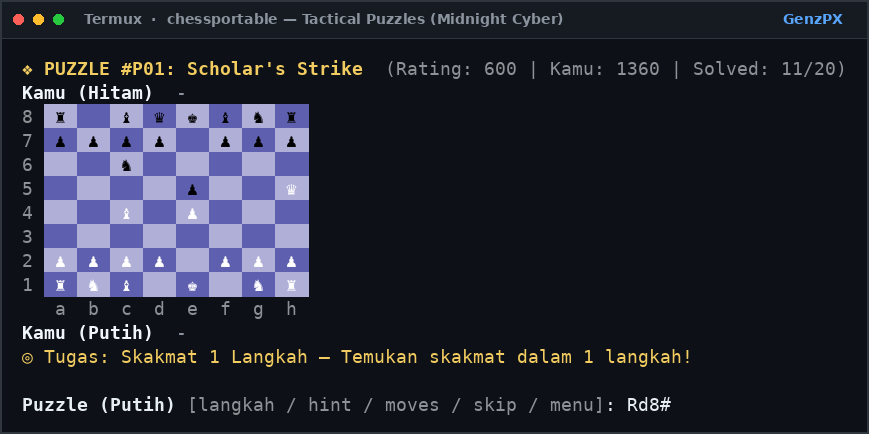 Termux · chessportable — Tactical Puzzles (Midnight Cyber) GenzPX
❖ PUZZLE #P01: Scholar's Strike (Rating: 600 | Kamu: 1360 | Solved: 11/20)
Kamu (Hitam) -
8 ♜ ♝ ♛ ♚ ♝ ♞ ♜
7 ♟ ♟ ♟ ♟ ♟ ♟ ♟
6 ♞
5 ♟ ♛
4 ♝ ♟
3
2 ♟ ♟ ♟ ♟ ♟ ♟ ♟
1 ♜ ♞ ♝ ♚ ♞ ♜
a b c d e f g h
Kamu (Putih) -
◎ Tugas: Skakmat 1 Langkah — Temukan skakmat dalam 1 langkah!
Puzzle (Putih) [langkah / hint / moves / skip / menu]: Rd8#